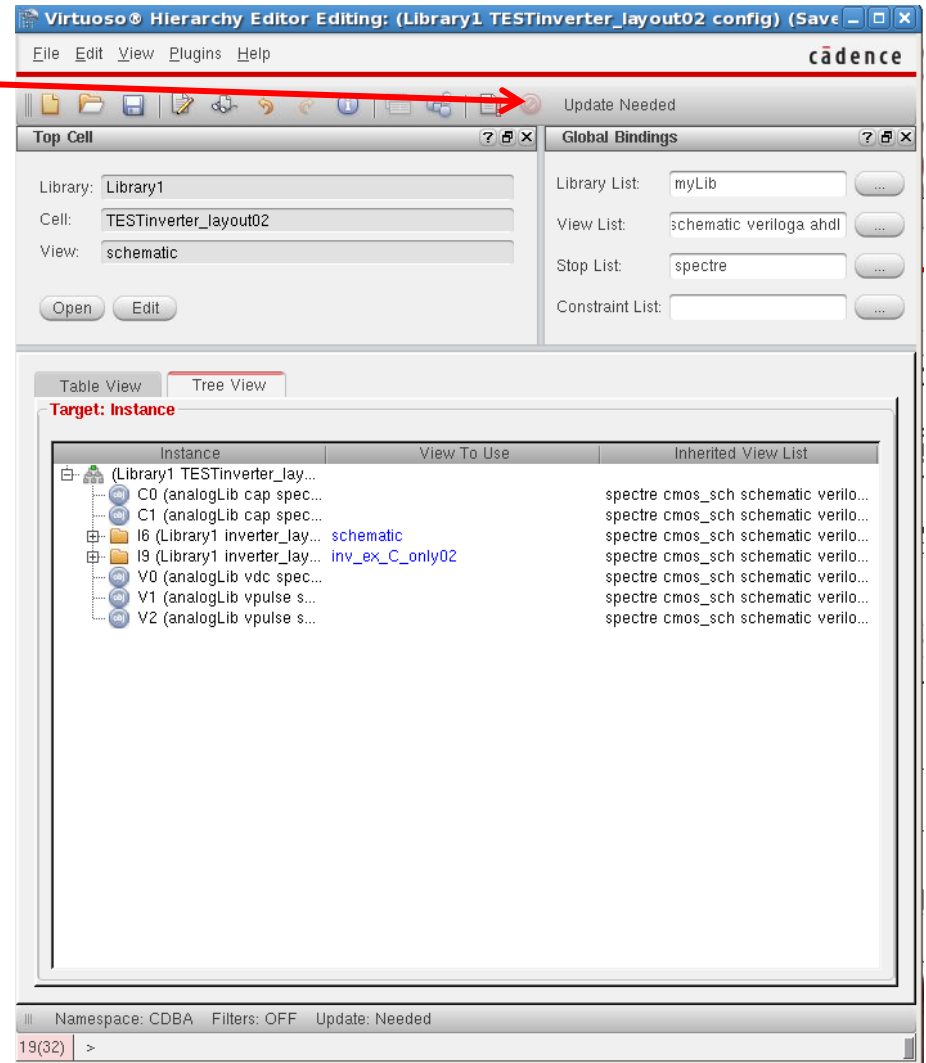 Virtuoso® Hierarchy Editor Editing: (Library1 TESTinverter_layout02 config) (Save
File Edit View Plugins Help
cādence
Update Needed
Top Cell
Global Bindings
Library: Library1
Cell: TESTinverter_layout02
View: schematic
Open Edit
Library List: myLib ...
View List: schematic veriloga ahdl ...
Stop List: spectre ...
Constraint List: ...
Table View Tree View
Target: Instance
Instance View To Use Inherited View List
(Library1 TESTinverter_lay...
C0 (analogLib cap spec... spectre cmos_sch schematic verilo...
C1 (analogLib cap spec... spectre cmos_sch schematic verilo...
I6 (Library1 inverter_lay... schematic spectre cmos_sch schematic verilo...
I9 (Library1 inverter_lay... inv_ex_C_only02 spectre cmos_sch schematic verilo...
V0 (analogLib vdc spec... spectre cmos_sch schematic verilo...
V1 (analogLib vpulse s... spectre cmos_sch schematic verilo...
V2 (analogLib vpulse s... spectre cmos_sch schematic verilo...
Namespace: CDBA Filters: OFF Update: Needed
19(32) >